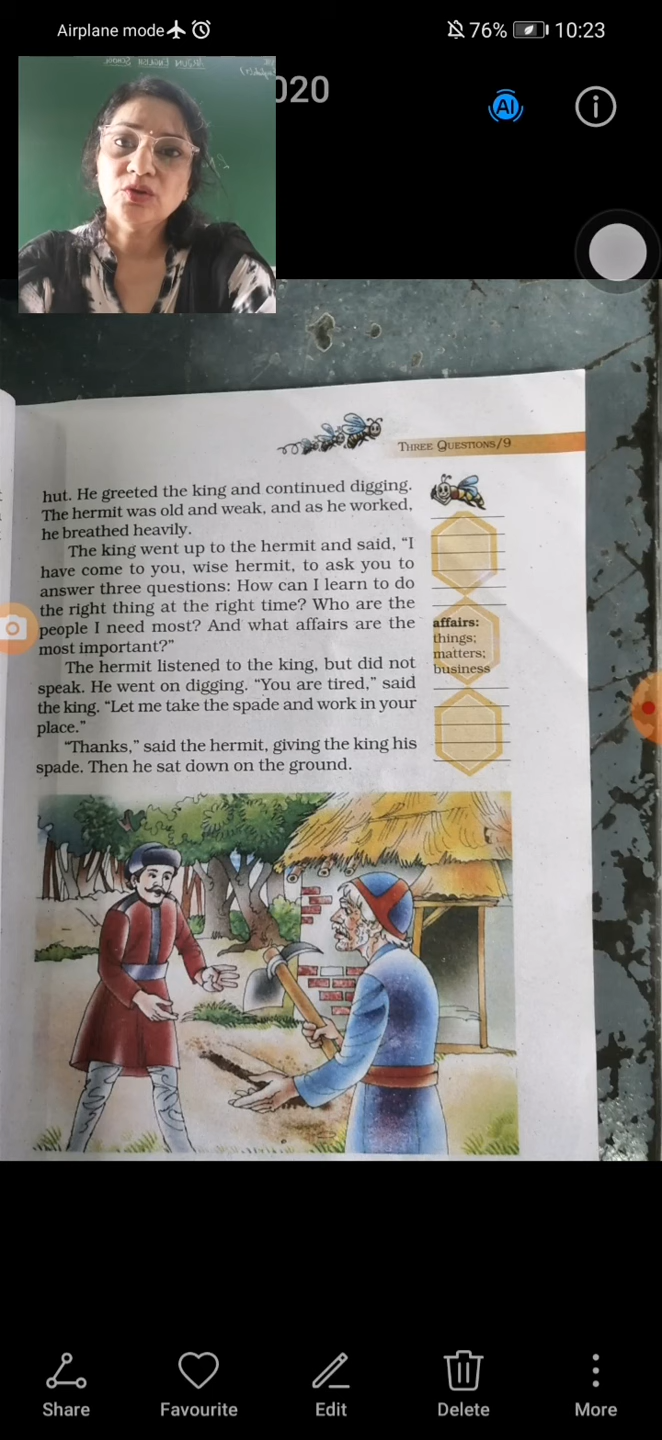 Airplane mode
76%
10:23
020
AI
THREE QUESTIONS/9
hut. He greeted the king and continued digging.
The hermit was old and weak, and as he worked,
he breathed heavily.
The king went up to the hermit and said, “I
have come to you, wise hermit, to ask you to
answer three questions: How can I learn to do
the right thing at the right time? Who are the
people I need most? And what affairs are the
most important?”
The hermit listened to the king, but did not
speak. He went on digging. “You are tired,” said
the king. “Let me take the spade and work in your
place.”
“Thanks,” said the hermit, giving the king his
spade. Then he sat down on the ground.
affairs:
things;
matters;
business
Share
Favourite
Edit
Delete
More